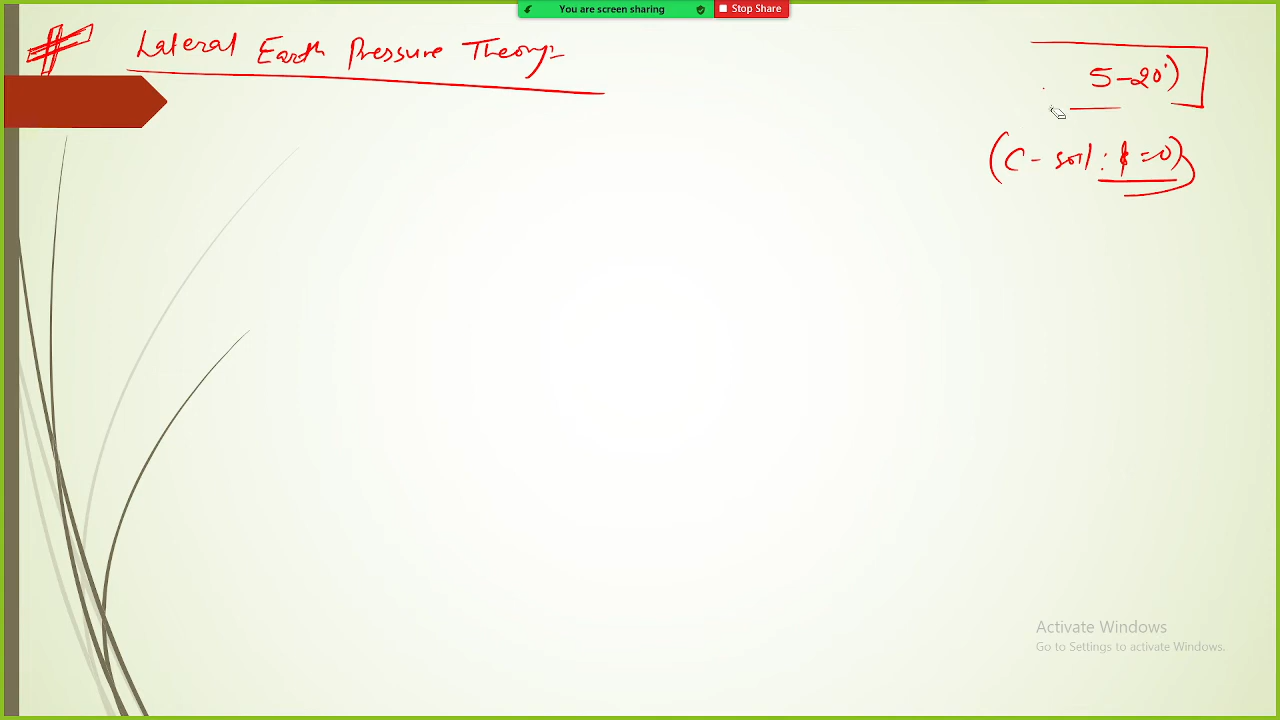 You are screen sharing
Stop Share
# Lateral Earth Pressure Theory:-
5-20°)
(C- soil : ϕ =0)
Activate Windows
Go to Settings to activate Windows.